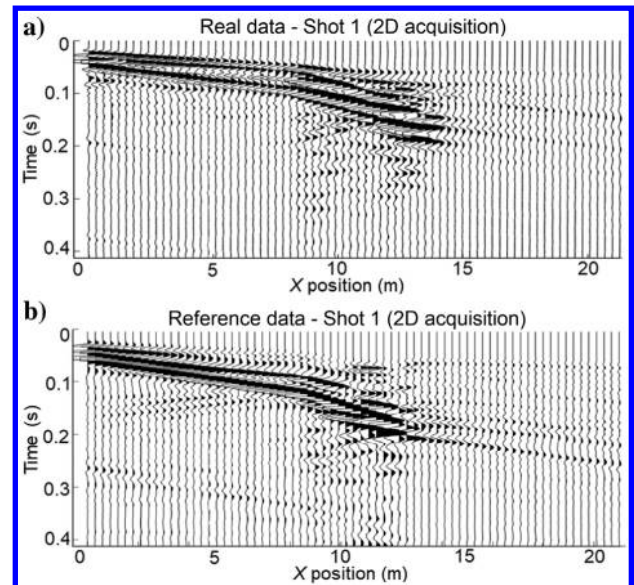 a)
Real data - Shot 1 (2D acquisition)
Time (s)
0
0.1
0.2
0.3
0.4
0 5 10 15 20
X position (m)
b)
Reference data - Shot 1 (2D acquisition)
Time (s)
0
0.1
0.2
0.3
0.4
0 5 10 15 20
X position (m)